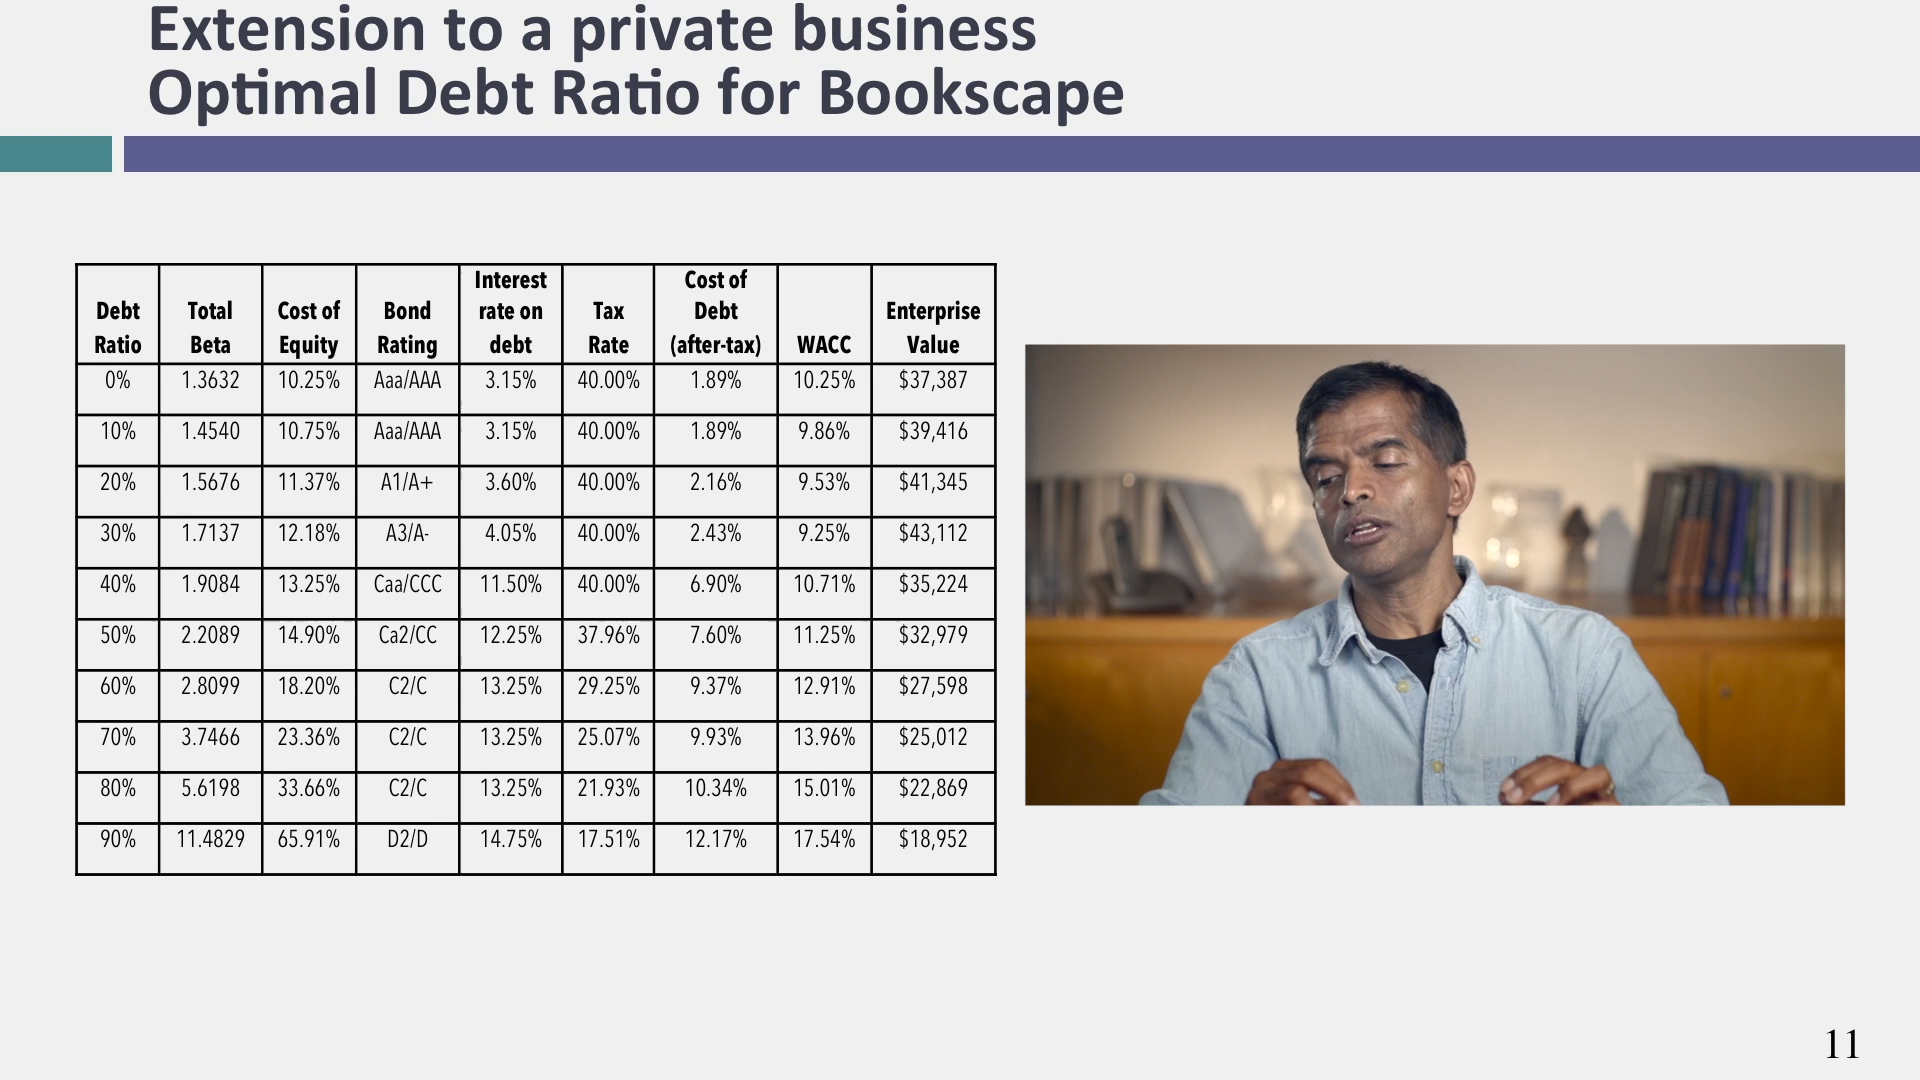 Extension to a private business
Optimal Debt Ratio for Bookscape
Debt Ratio Total Beta Cost of Equity Bond Rating Interest rate on debt Tax Rate Cost of Debt (after-tax) WACC Enterprise Value
0% 1.3632 10.25% Aaa/AAA 3.15% 40.00% 1.89% 10.25% $37,387
10% 1.4540 10.75% Aaa/AAA 3.15% 40.00% 1.89% 9.86% $39,416
20% 1.5676 11.37% A1/A+ 3.60% 40.00% 2.16% 9.53% $41,345
30% 1.7137 12.18% A3/A- 4.05% 40.00% 2.43% 9.25% $43,112
40% 1.9084 13.25% Caa/CCC 11.50% 40.00% 6.90% 10.71% $35,224
50% 2.2089 14.90% Ca2/CC 12.25% 37.96% 7.60% 11.25% $32,979
60% 2.8099 18.20% C2/C 13.25% 29.25% 9.37% 12.91% $27,598
70% 3.7466 23.36% C2/C 13.25% 25.07% 9.93% 13.96% $25,012
80% 5.6198 33.66% C2/C 13.25% 21.93% 10.34% 15.01% $22,869
90% 11.4829 65.91% D2/D 14.75% 17.51% 12.17% 17.54% $18,952
11